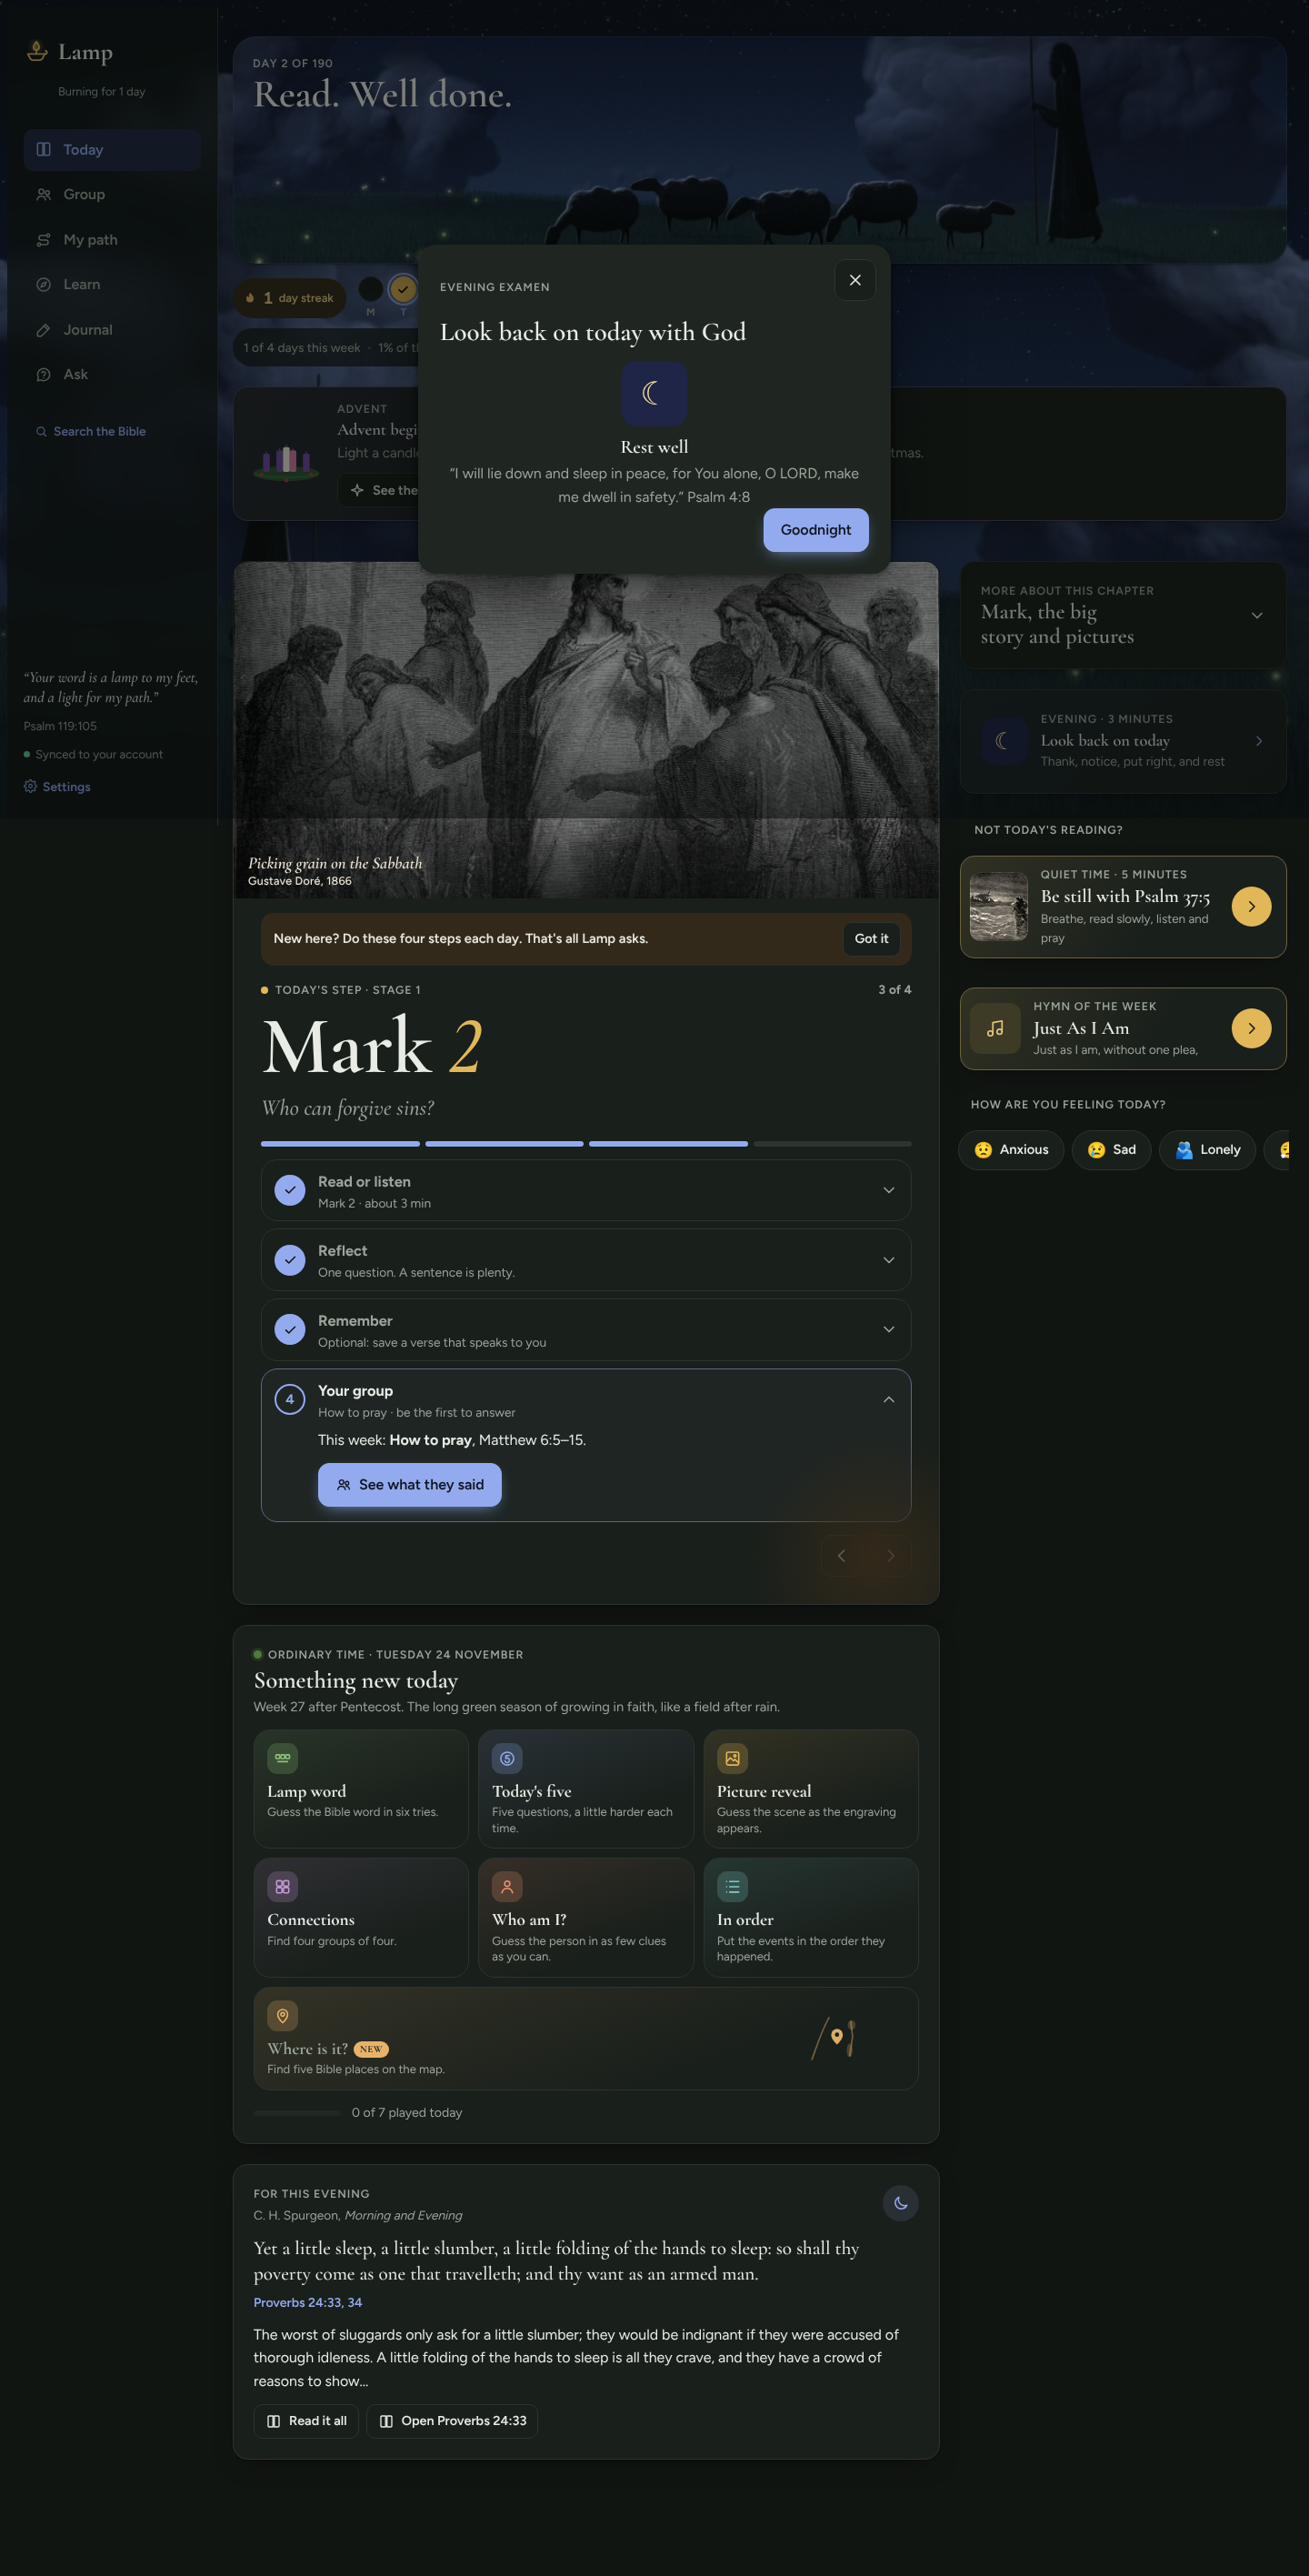 Lamp
Burning for 1 day
Today
Group
My path
Learn
Journal
Ask
Search the Bible
“Your word is a lamp to my feet,
and a light for my path.”
Psalm 119:105
Synced to your account
Settings
DAY 2 OF 190
Read. Well done.
1 day streak
M
T
1 of 4 days this week · 1% of t
ADVENT
Advent begi
Light a candl
tmas.
See the
EVENING EXAMEN
Look back on today with God
Rest well
“I will lie down and sleep in peace, for You alone, O LORD, make
me dwell in safety.” Psalm 4:8
Goodnight
Picking grain on the Sabbath
Gustave Doré, 1866
New here? Do these four steps each day. That's all Lamp asks.
Got it
TODAY'S STEP · STAGE 1
3 of 4
Mark 2
Who can forgive sins?
Read or listen
Mark 2 · about 3 min
Reflect
One question. A sentence is plenty.
Remember
Optional: save a verse that speaks to you
4
Your group
How to pray · be the first to answer
This week: How to pray, Matthew 6:5–15.
See what they said
MORE ABOUT THIS CHAPTER
Mark, the big
story and pictures
EVENING · 3 MINUTES
Look back on today
Thank, notice, put right, and rest
NOT TODAY'S READING?
QUIET TIME · 5 MINUTES
Be still with Psalm 37:5
Breathe, read slowly, listen and
pray
HYMN OF THE WEEK
Just As I Am
Just as I am, without one plea,
HOW ARE YOU FEELING TODAY?
Anxious
Sad
Lonely
ORDINARY TIME · TUESDAY 24 NOVEMBER
Something new today
Week 27 after Pentecost. The long green season of growing in faith, like a field after rain.
Lamp word
Guess the Bible word in six tries.
5
Today's five
Five questions, a little harder each
time.
Picture reveal
Guess the scene as the engraving
appears.
Connections
Find four groups of four.
Who am I?
Guess the person in as few clues
as you can.
In order
Put the events in the order they
happened.
Where is it? NEW
Find five Bible places on the map.
0 of 7 played today
FOR THIS EVENING
C. H. Spurgeon, Morning and Evening
Yet a little sleep, a little slumber, a little folding of the hands to sleep: so shall thy
poverty come as one that travelleth; and thy want as an armed man.
Proverbs 24:33, 34
The worst of sluggards only ask for a little slumber; they would be indignant if they were accused of
thorough idleness. A little folding of the hands to sleep is all they crave, and they have a crowd of
reasons to show…
Read it all
Open Proverbs 24:33